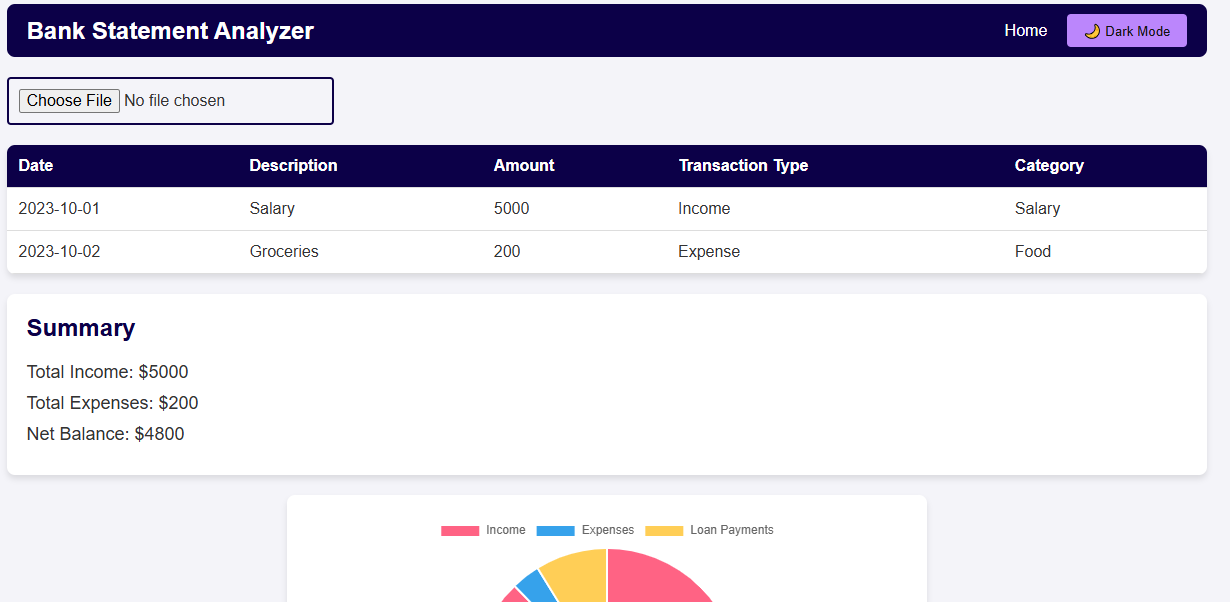 Bank Statement Analyzer Home 🌙 Dark Mode
Choose File No file chosen
Date Description Amount Transaction Type Category
2023-10-01 Salary 5000 Income Salary
2023-10-02 Groceries 200 Expense Food
Summary
Total Income: $5000
Total Expenses: $200
Net Balance: $4800
Income Expenses Loan Payments